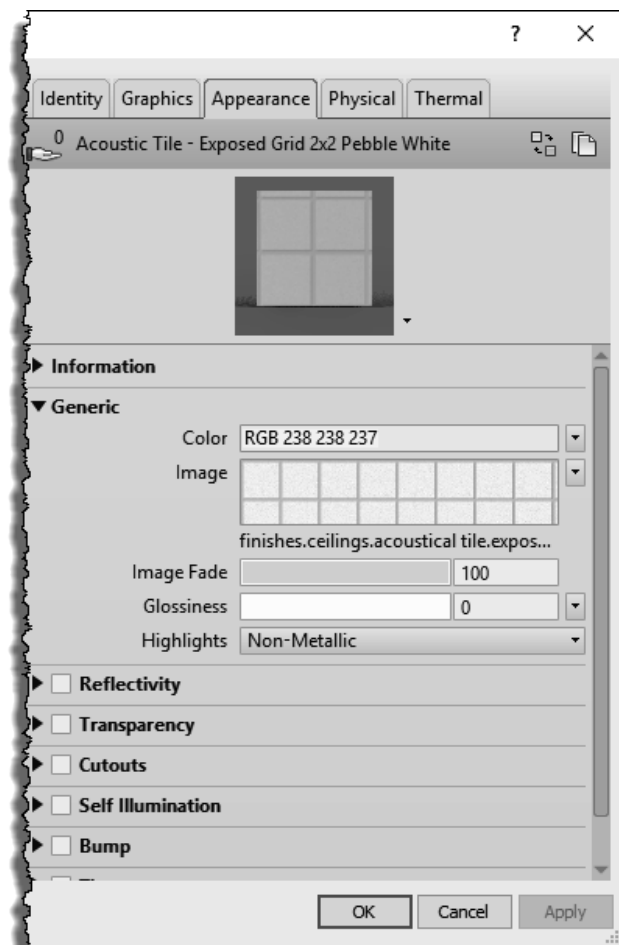 ?
Identity Graphics Appearance Physical Thermal
0 Acoustic Tile - Exposed Grid 2x2 Pebble White
Information
Generic
Color RGB 238 238 237
Image
finishes.ceilings.acoustical tile.expos...
Image Fade 100
Glossiness 0
Highlights Non-Metallic
Reflectivity
Transparency
Cutouts
Self Illumination
Bump
OK Cancel Apply